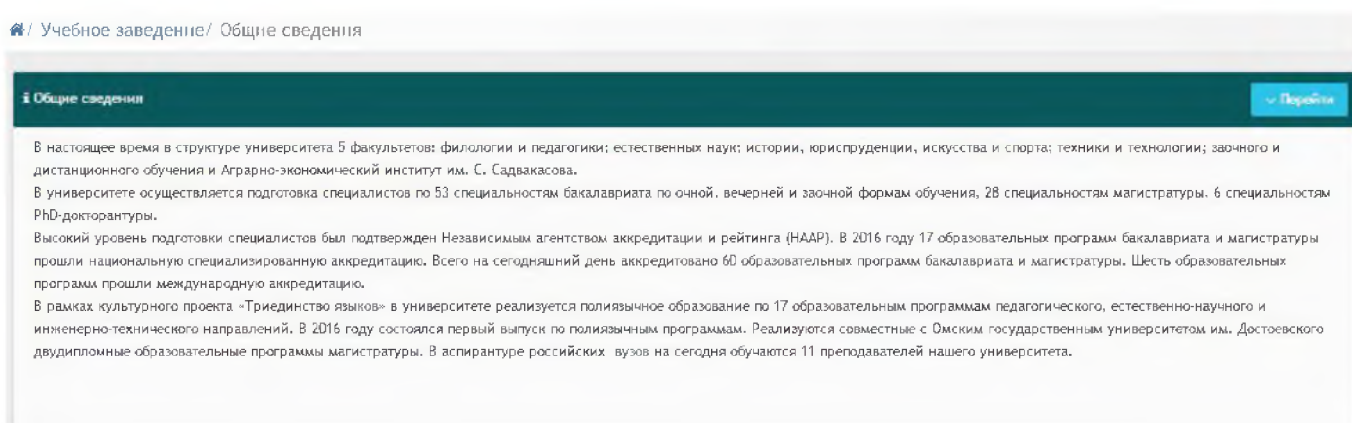 / Учебное заведение/ Общие сведения
i Общие сведения
Перейти
В настоящее время в структуре университета 5 факультетов: филологии и педагогики; естественных наук; истории, юриспруденции, искусства и спорта; техники и технологии; заочного и
дистанционного обучения и Аграрно-экономический институт им. С. Садвакасова.
В университете осуществляется подготовка специалистов по 53 специальностям бакалавриата по очной, вечерней и заочной формам обучения, 28 специальностям магистратуры, 6 специальностям
PhD-докторантуры.
Высокий уровень подготовки специалистов был подтвержден Независимым агентством аккредитации и рейтинга (НААР). В 2016 году 17 образовательных программ бакалавриата и магистратуры
прошли национальную специализированную аккредитацию. Всего на сегодняшний день аккредитовано 60 образовательных программ бакалавриата и магистратуры. Шесть образовательных
программ прошли международную аккредитацию.
В рамках культурного проекта «Триединство языков» в университете реализуется полиязычное образование по 17 образовательным программам педагогического, естественно-научного и
инженерно-технического направлений. В 2016 году состоялся первый выпуск по полиязычным программам. Реализуются совместные с Омским государственным университетом им. Достоевского
двудипломные образовательные программы магистратуры. В аспирантуре российских вузов на сегодня обучаются 11 преподавателей нашего университета.